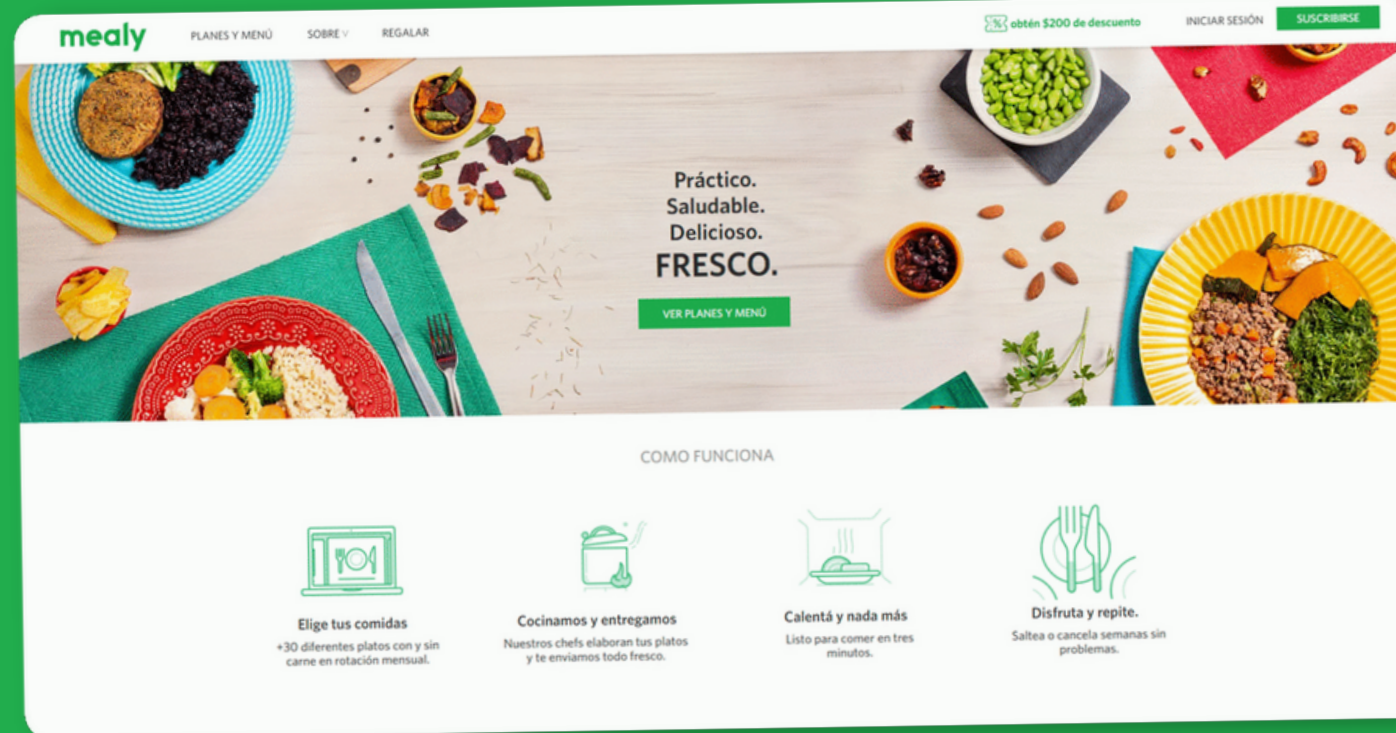 mealy
PLANES Y MENÚ
SOBRE
REGALAR
% obtén $200 de descuento
INICIAR SESIÓN
SUSCRIBIRSE
Práctico.
Saludable.
Delicioso.
FRESCO.
VER PLANES Y MENÚ
COMO FUNCIONA
Elige tus comidas
+30 diferentes platos con y sin
carne en rotación mensual.
Cocinamos y entregamos
Nuestros chefs elaboran tus platos
y te enviamos todo fresco.
Calentá y nada más
Listo para comer en tres
minutos.
Disfruta y repite.
Saltea o cancela semanas sin
problemas.